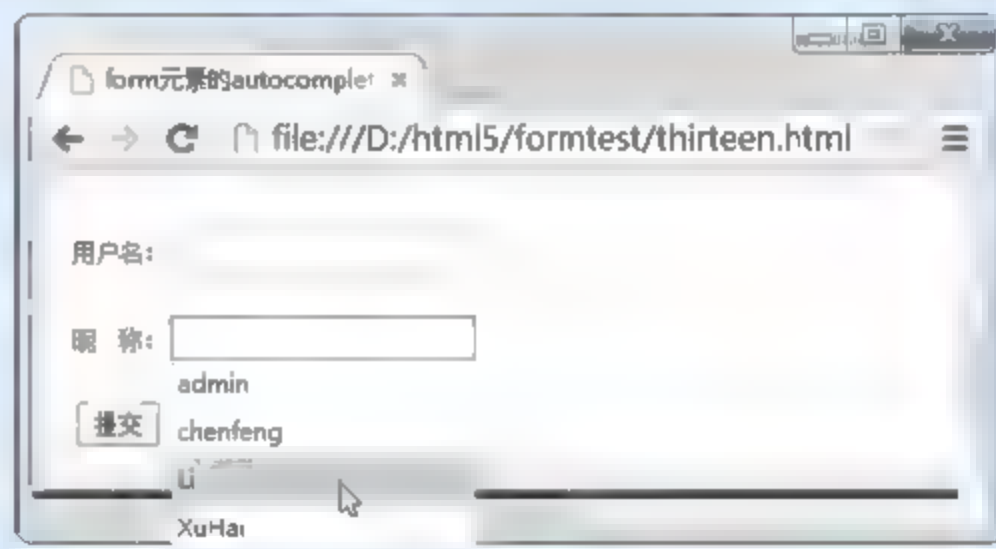 form元素的autocomplet
file:///D:/html5/formtest/thirteen.html
用户名:
昵 称:
admin
提交
chenfeng
Li
XuHai